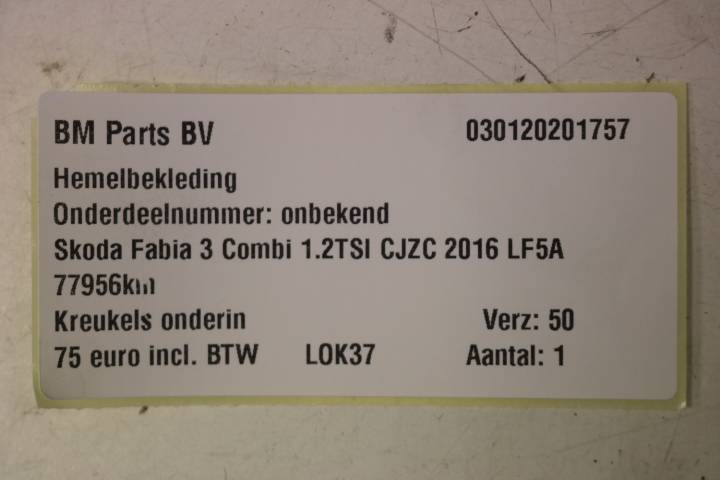 BM Parts BV 030120201757
Hemelbekleding
Onderdeelnummer: onbekend
Skoda Fabia 3 Combi 1.2TSI CJZC 2016 LF5A
77956km
Kreukels onderin Verz: 50
75 euro incl. BTW LOK37 Aantal: 1